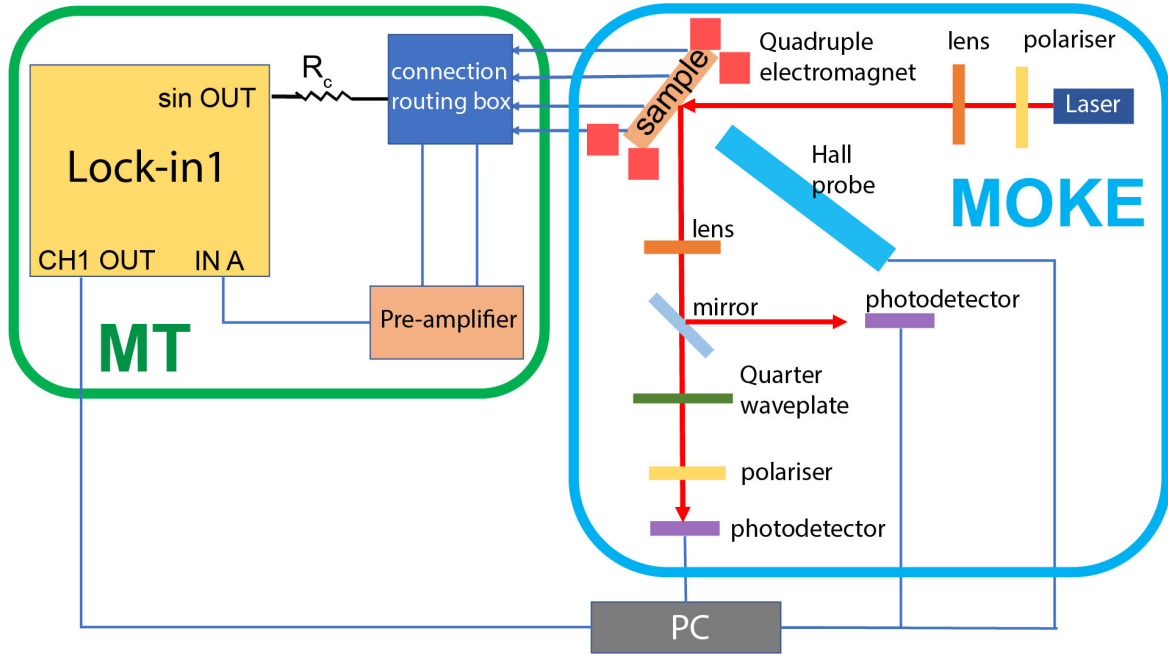 sin OUT
R
c
connection
routing box
Lock-in1
CH1 OUT
IN A
Pre-amplifier
MT
sample
Quadruple
electromagnet
lens
polariser
Laser
Hall
probe
MOKE
lens
mirror
photodetector
Quarter
waveplate
polariser
photodetector
PC